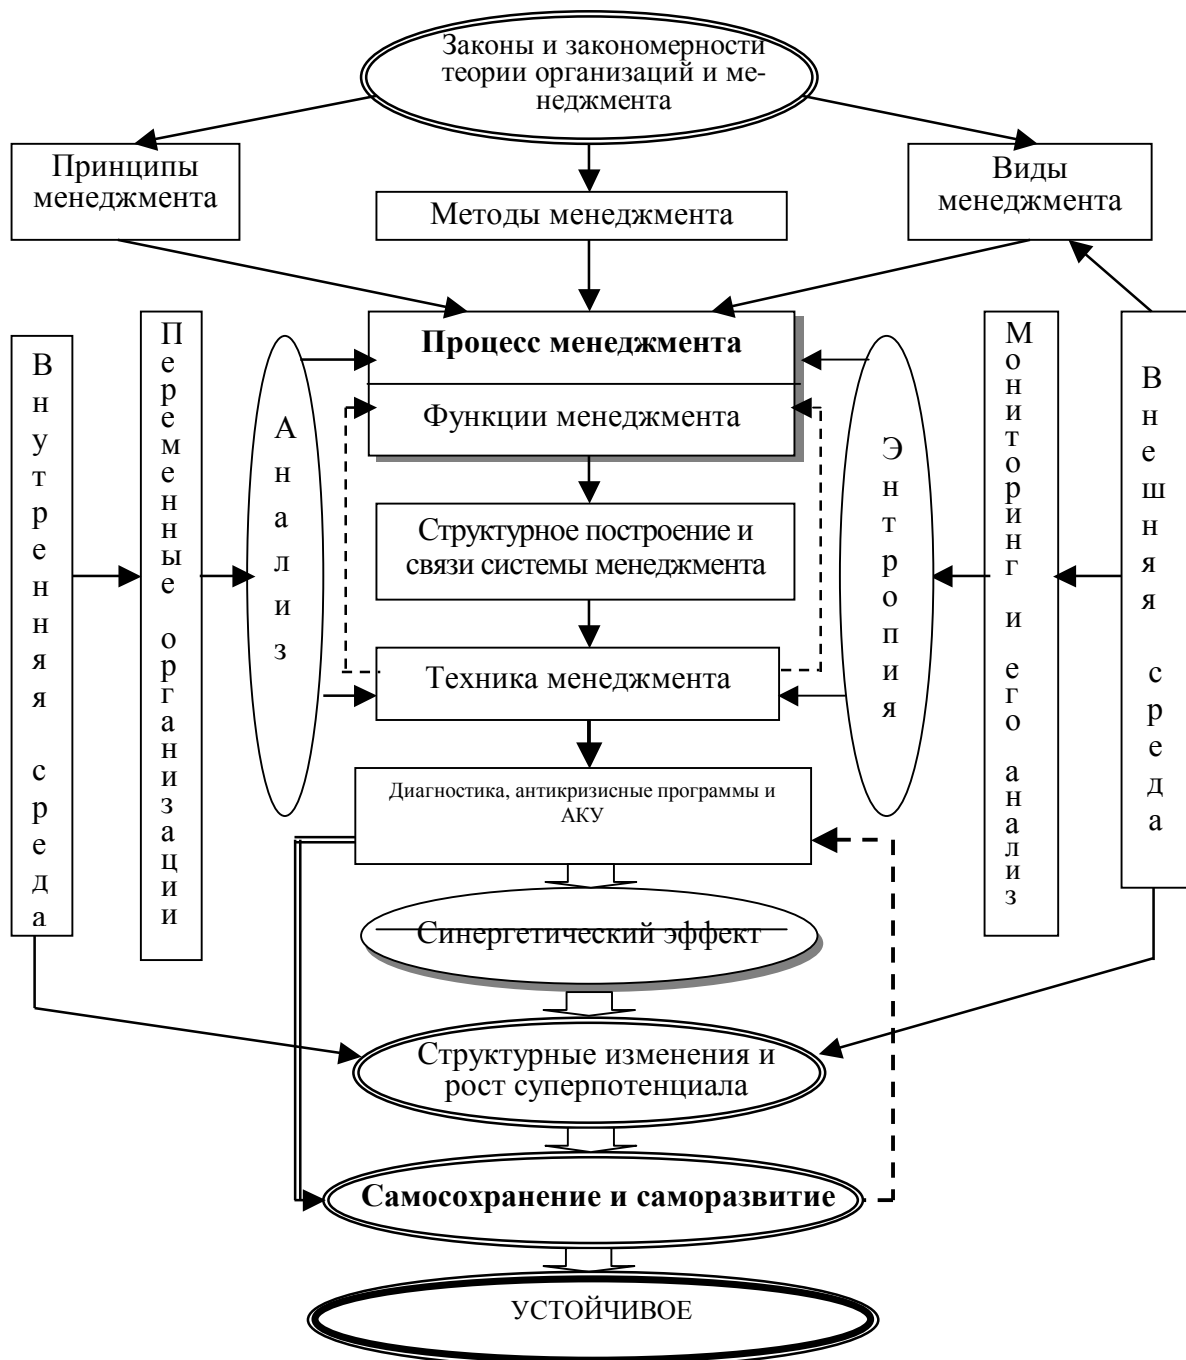 Законы и закономерности
теории организаций и ме-
неджмента
Принципы
менеджмента
Методы менеджмента
Виды
менеджмента
Внутренняя среда
Переменные организации
Анализ
Процесс менеджмента
Функции менеджмента
Структурное построение и
связи системы менеджмента
Техника менеджмента
Энтропия
Мониторинг и его анализ
Внешняя среда
Диагностика, антикризисные программы и
АКУ
Синергетический эффект
Структурные изменения и
рост суперпотенциала
Самосохранение и саморазвитие
УСТОЙЧИВОЕ